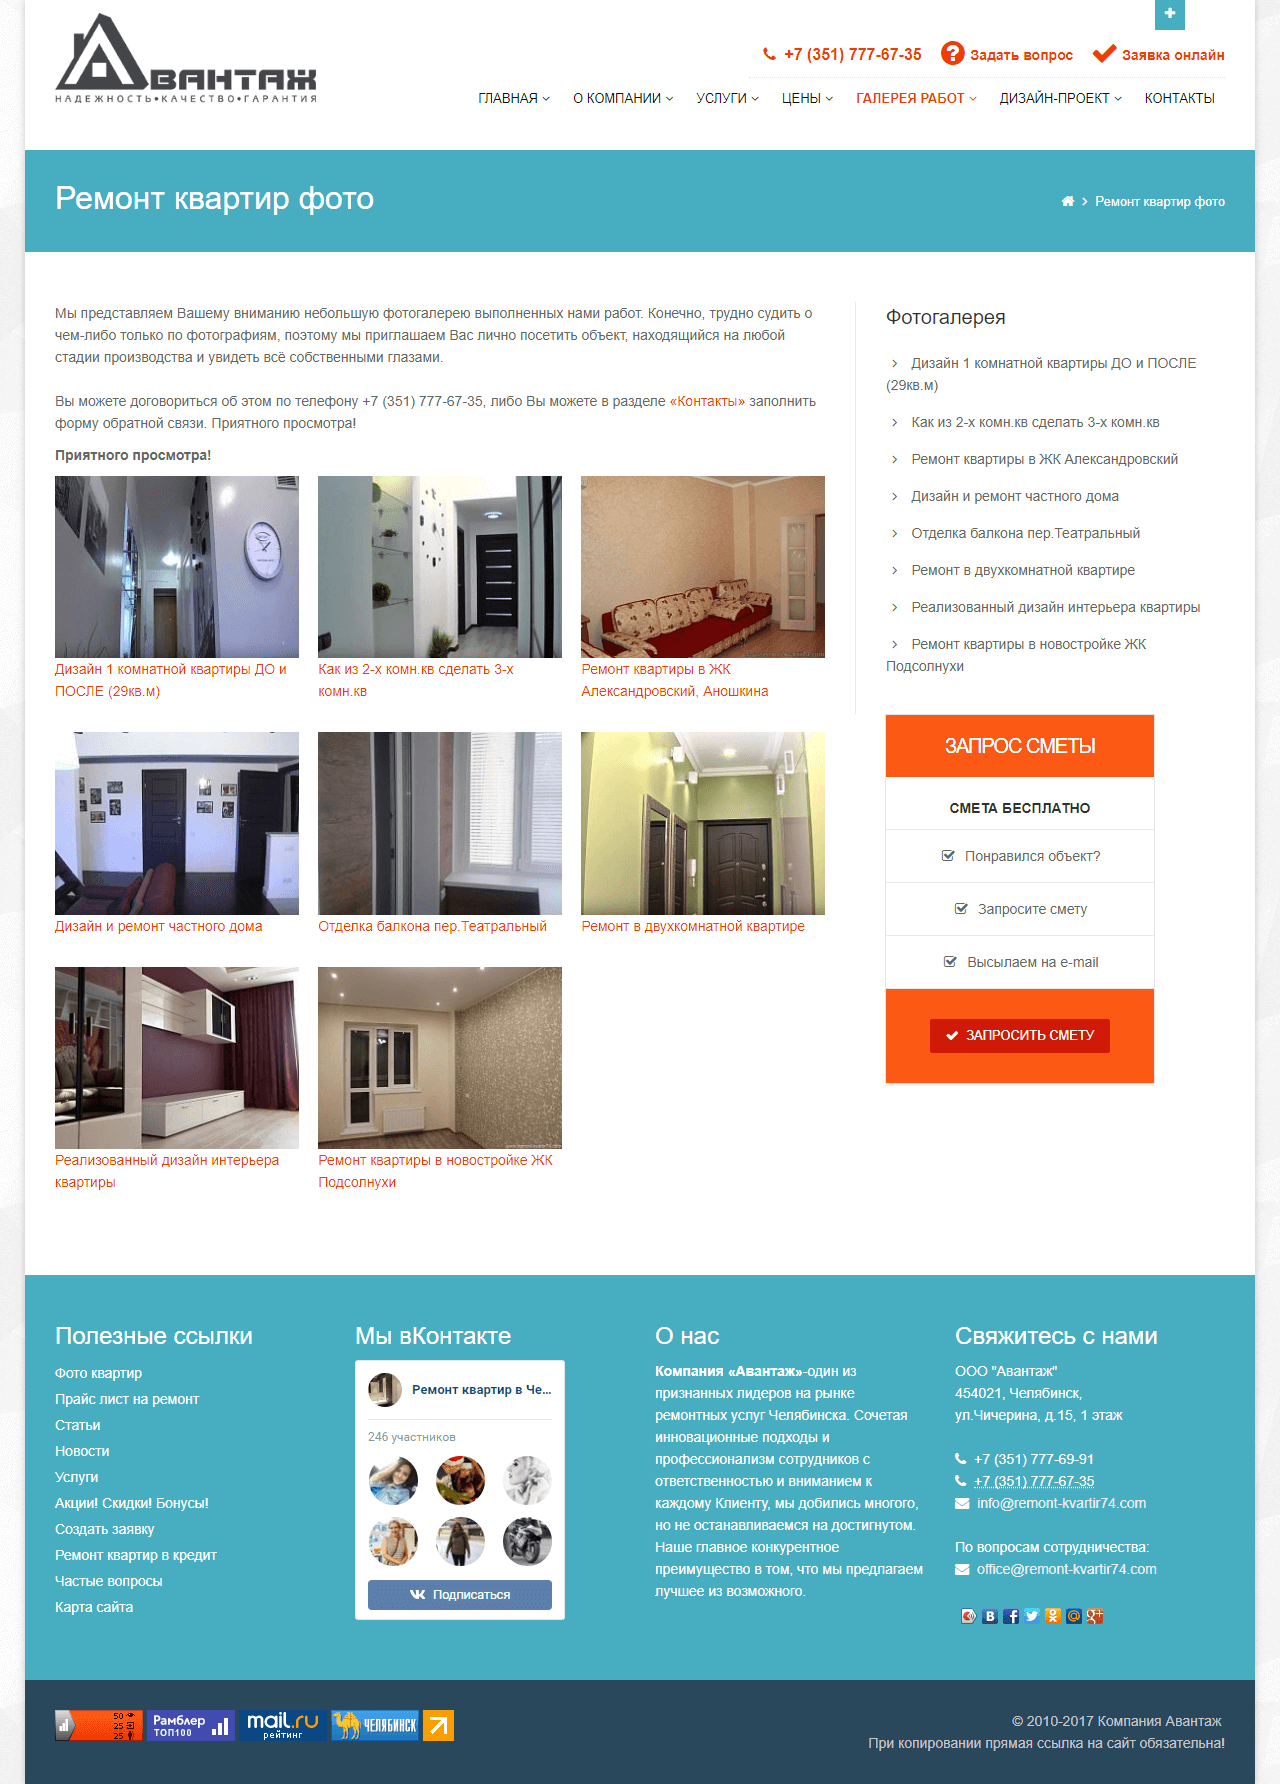 АВАНТАЖ
НАДЕЖНОСТЬ•КАЧЕСТВО•ГАРАНТИЯ
+7 (351) 777-67-35 Задать вопрос Заявка онлайн
ГЛАВНАЯ О КОМПАНИИ УСЛУГИ ЦЕНЫ ГАЛЕРЕЯ РАБОТ ДИЗАЙН-ПРОЕКТ КОНТАКТЫ
Ремонт квартир фото
Ремонт квартир фото
Мы представляем Вашему вниманию небольшую фотогалерею выполненных нами работ. Конечно, трудно судить о
чем-либо только по фотографиям, поэтому мы приглашаем Вас лично посетить объект, находящийся на любой
стадии производства и увидеть всё собственными глазами.
Вы можете договориться об этом по телефону +7 (351) 777-67-35, либо Вы можете в разделе «Контакты» заполнить
форму обратной связи. Приятного просмотра!
Приятного просмотра!
Дизайн 1 комнатной квартиры ДО и
ПОСЛЕ (29кв.м)
Как из 2-х комн.кв сделать 3-х
комн.кв
Ремонт квартиры в ЖК
Александровский, Аношкина
Дизайн и ремонт частного дома
Отделка балкона пер.Театральный
Ремонт в двухкомнатной квартире
Реализованный дизайн интерьера
квартиры
Ремонт квартиры в новостройке ЖК
Подсолнухи
Фотогалерея
Дизайн 1 комнатной квартиры ДО и ПОСЛЕ
(29кв.м)
Как из 2-х комн.кв сделать 3-х комн.кв
Ремонт квартиры в ЖК Александровский
Дизайн и ремонт частного дома
Отделка балкона пер.Театральный
Ремонт в двухкомнатной квартире
Реализованный дизайн интерьера квартиры
Ремонт квартиры в новостройке ЖК
Подсолнухи
ЗАПРОС СМЕТЫ
СМЕТА БЕСПЛАТНО
Понравился объект?
Запросите смету
Высылаем на e-mail
ЗАПРОСИТЬ СМЕТУ
Полезные ссылки
Фото квартир
Прайс лист на ремонт
Статьи
Новости
Услуги
Акции! Скидки! Бонусы!
Создать заявку
Ремонт квартир в кредит
Частые вопросы
Карта сайта
Мы вКонтакте
Ремонт квартир в Че...
246 участников
Подписаться
О нас
Компания «Авантаж»-один из
признанных лидеров на рынке
ремонтных услуг Челябинска. Сочетая
инновационные подходы и
профессионализм сотрудников с
ответственностью и вниманием к
каждому Клиенту, мы добились многого,
но не останавливаемся на достигнутом.
Наше главное конкурентное
преимущество в том, что мы предлагаем
лучшее из возможного.
Свяжитесь с нами
ООО "Авантаж"
454021, Челябинск,
ул.Чичерина, д.15, 1 этаж
+7 (351) 777-69-91
+7 (351) 777-67-35
info@remont-kvartir74.com
По вопросам сотрудничества:
office@remont-kvartir74.com
50
25
25
Рамблер
ТОП100
mail.ru
рейтинг
ЧЕЛЯБИНСК
© 2010-2017 Компания Авантаж
При копировании прямая ссылка на сайт обязательна!